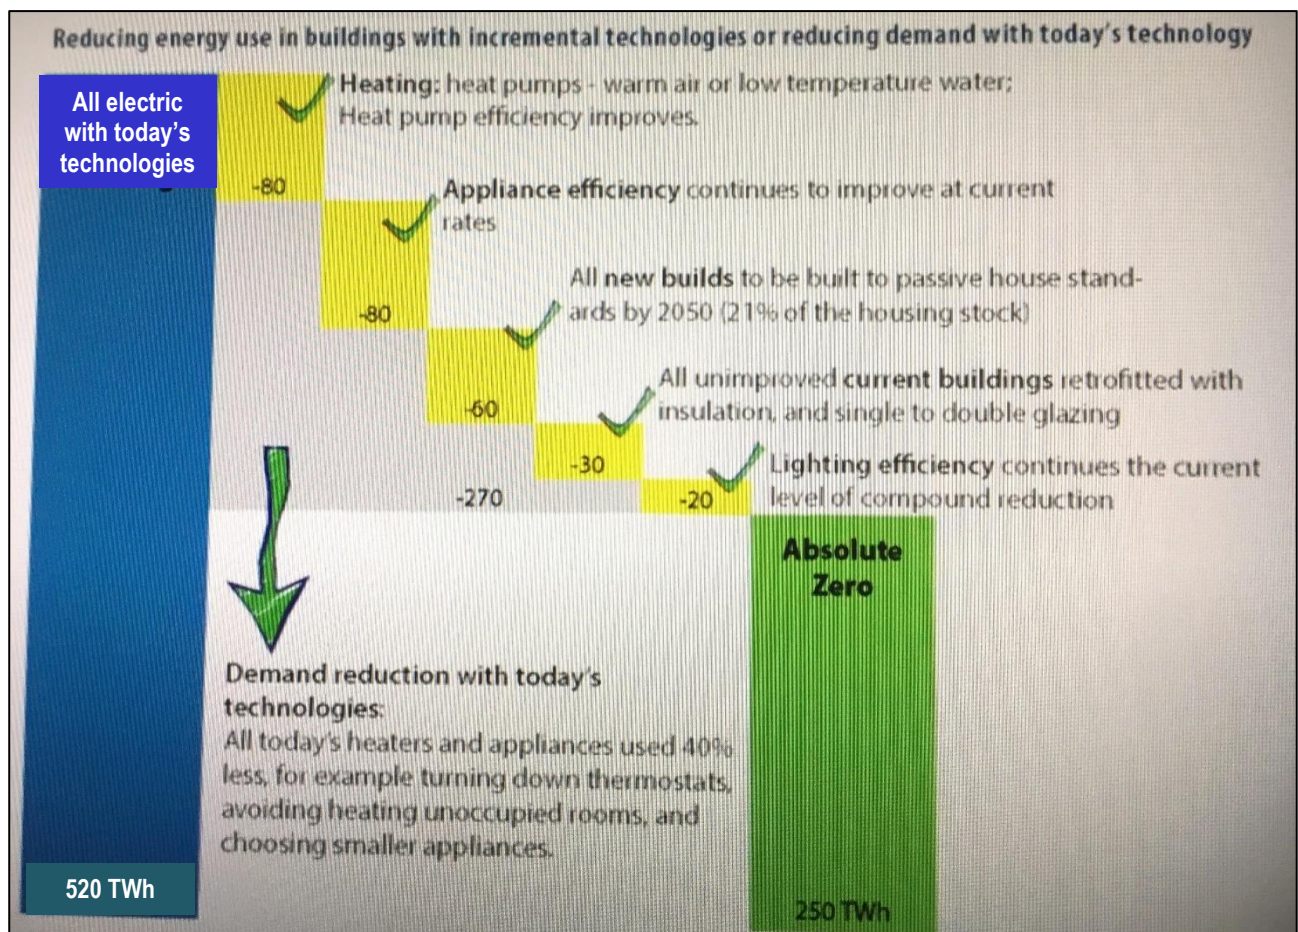 Reducing energy use in buildings with incremental technologies or reducing demand with today's technology
All electric
with today's
technologies
Heating: heat pumps - warm air or low temperature water;
Heat pump efficiency improves.
-80
Appliance efficiency continues to improve at current
rates
-80
All new builds to be built to passive house stand-
ards by 2050 (21% of the housing stock)
-60
All unimproved current buildings retrofitted with
insulation, and single to double glazing
-30
Lighting efficiency continues the current
level of compound reduction
-270
-20
Absolute
Zero
Demand reduction with today's
technologies:
All today's heaters and appliances used 40%
less, for example turning down thermostats,
avoiding heating unoccupied rooms, and
choosing smaller appliances.
520 TWh
250 TWh